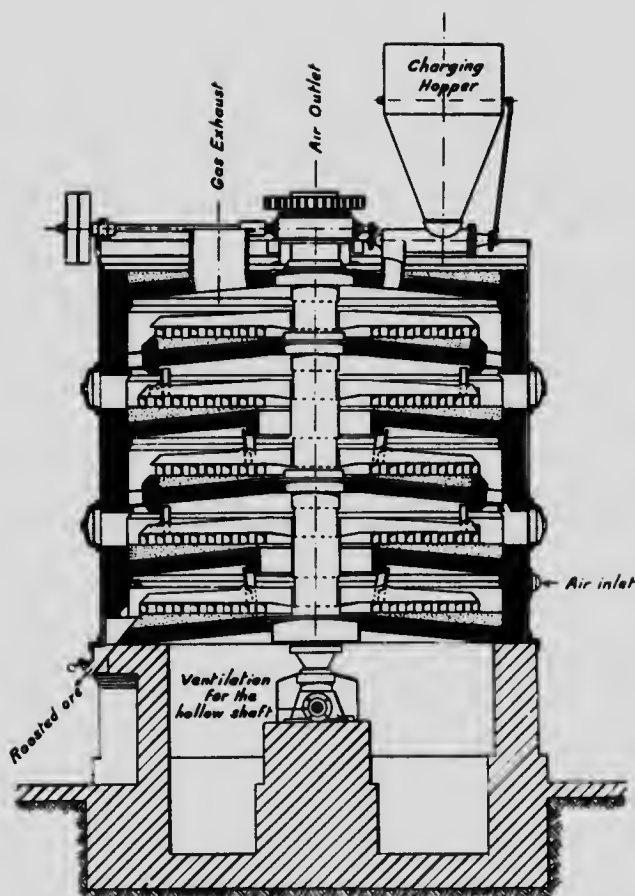 Charging
Hopper
Gas Exhaust
Air Outlet
Air inlet
Ventilation
for the
hollow shaft
Roasted ore